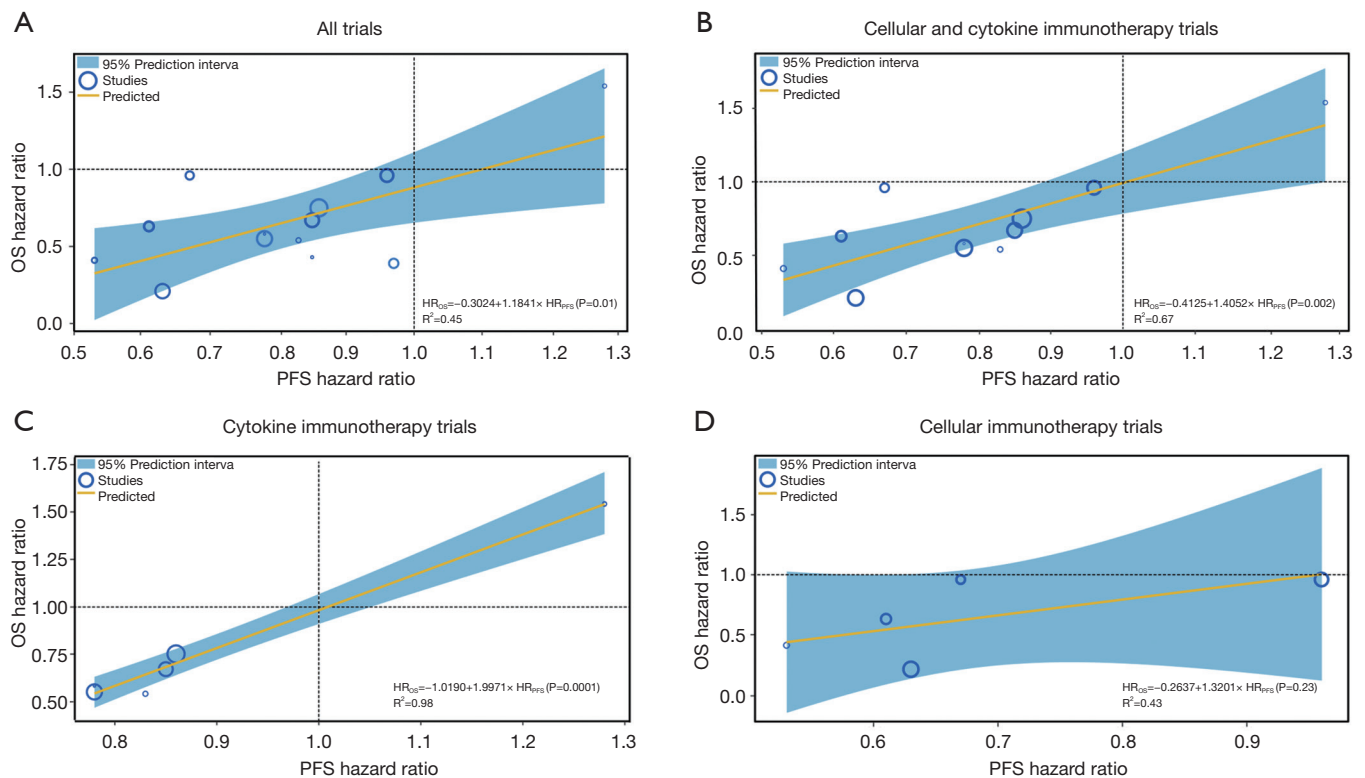 A
All trials
95% Prediction interva
Studies
Predicted
1.5
1.0
0.5
0.0
OS hazard ratio
HROS=−0.3024+1.1841× HRPFS (P=0.01)
R2=0.45
0.5 0.6 0.7 0.8 0.9 1.0 1.1 1.2 1.3
PFS hazard ratio
B
Cellular and cytokine immunotherapy trials
95% Prediction interva
Studies
Predicted
1.5
1.0
0.5
0.0
OS hazard ratio
HROS=−0.4125+1.4052× HRPFS (P=0.002)
R2=0.67
0.5 0.6 0.7 0.8 0.9 1.0 1.1 1.2 1.3
PFS hazard ratio
C
Cytokine immunotherapy trials
95% Prediction interva
Studies
Predicted
1.75
1.50
1.25
1.00
0.75
0.50
OS hazard ratio
HROS=−1.0190+1.9971× HRPFS (P=0.0001)
R2=0.98
0.8 0.9 1.0 1.1 1.2 1.3
PFS hazard ratio
D
Cellular immunotherapy trials
95% Prediction interva
Studies
Predicted
1.5
1.0
0.5
0.0
OS hazard ratio
HROS=−0.2637+1.3201× HRPFS (P=0.23)
R2=0.43
0.6 0.7 0.8 0.9
PFS hazard ratio